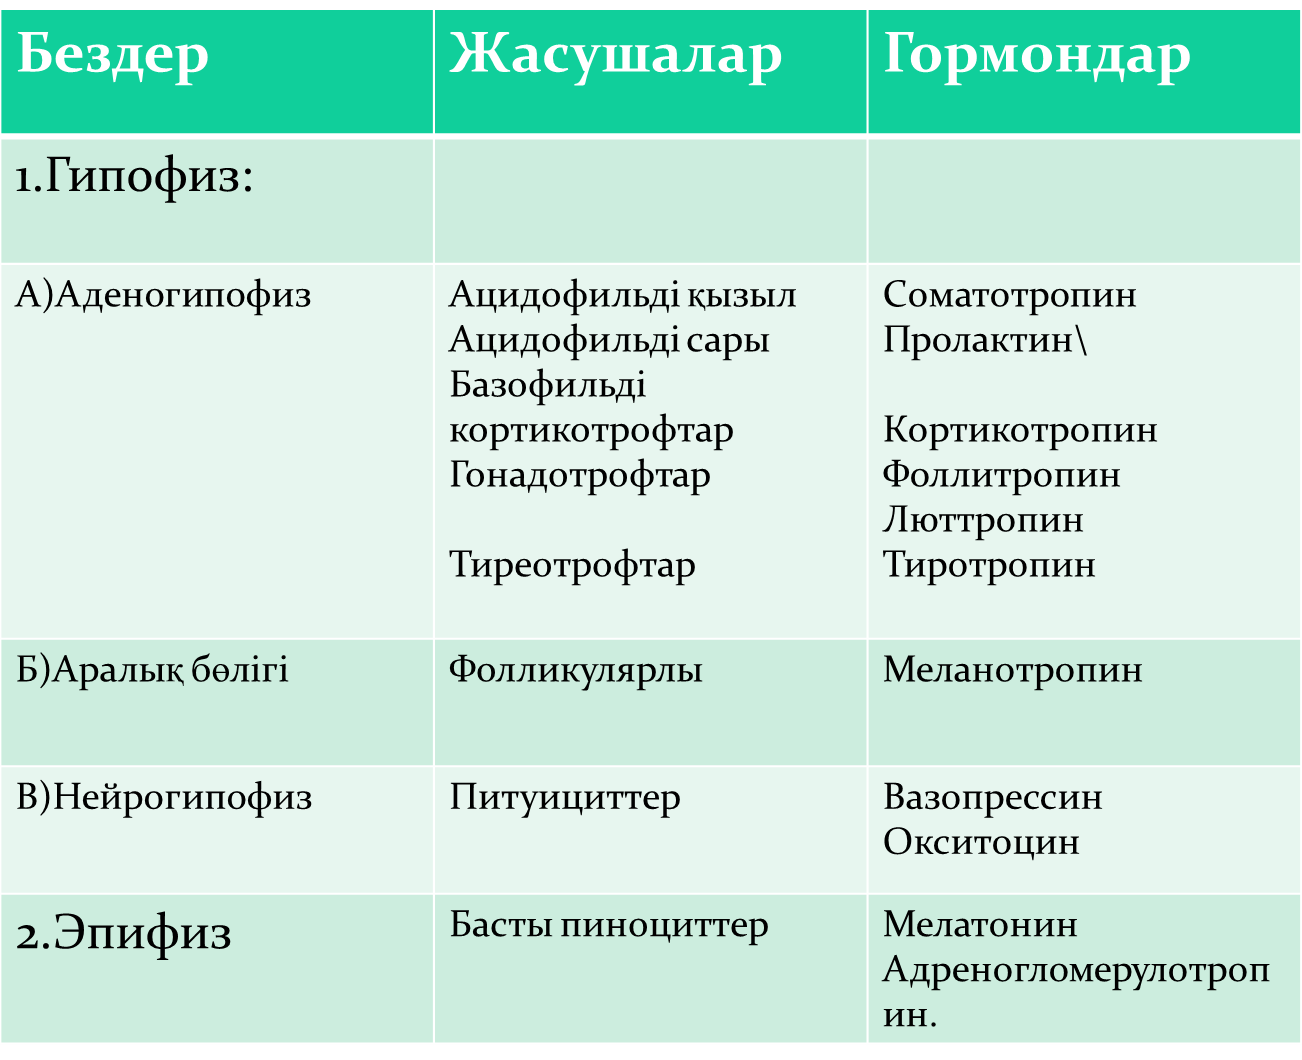 Бездер Жасушалар Гормондар
1.Гипофиз:
А)Аденогипофиз Ацидофильді қызыл Соматотропин
Ацидофильді сары Пролактин\
Базофильді
кортикотрофтар Кортикотропин
Гонадотрофтар Фоллитропин
Люттропин
Тиреотрофтар Тиротропин
Б)Аралық бөлігі Фолликулярлы Меланотропин
В)Нейрогипофиз Питуициттер Вазопрессин
Окситоцин
2.Эпифиз Басты пиноциттер Мелатонин
Адреногломерулотроп
ин.